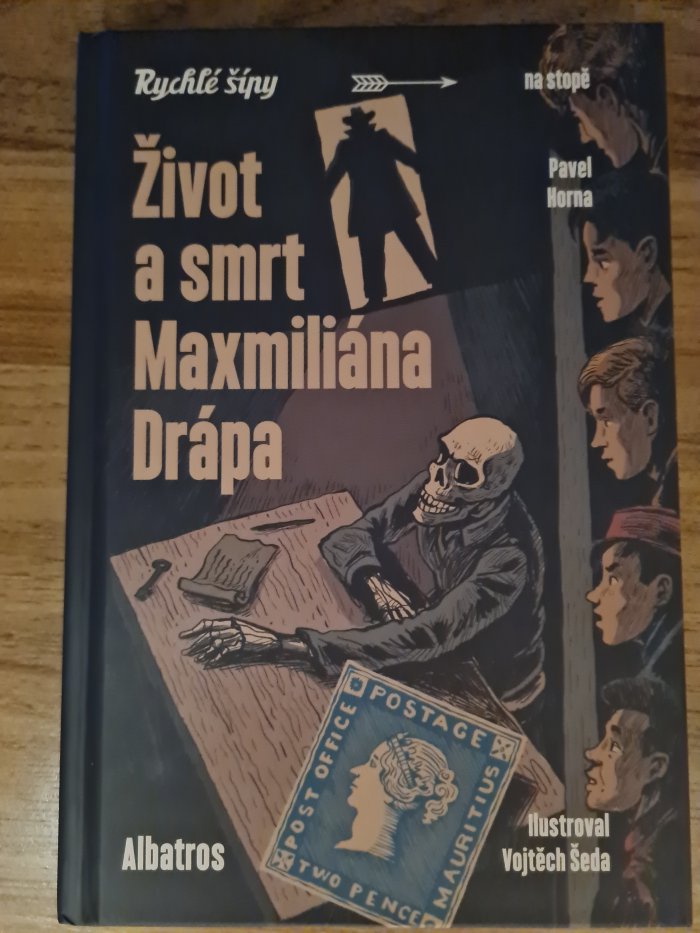 Rychlé šípy
na stopě
Pavel
Horna
Život
a smrt
Maxmiliána
Drápa
POST OFFICE
POSTAGE
MAURITIUS
TWO PENCE
Ilustroval
Vojtěch Šeda
Albatros